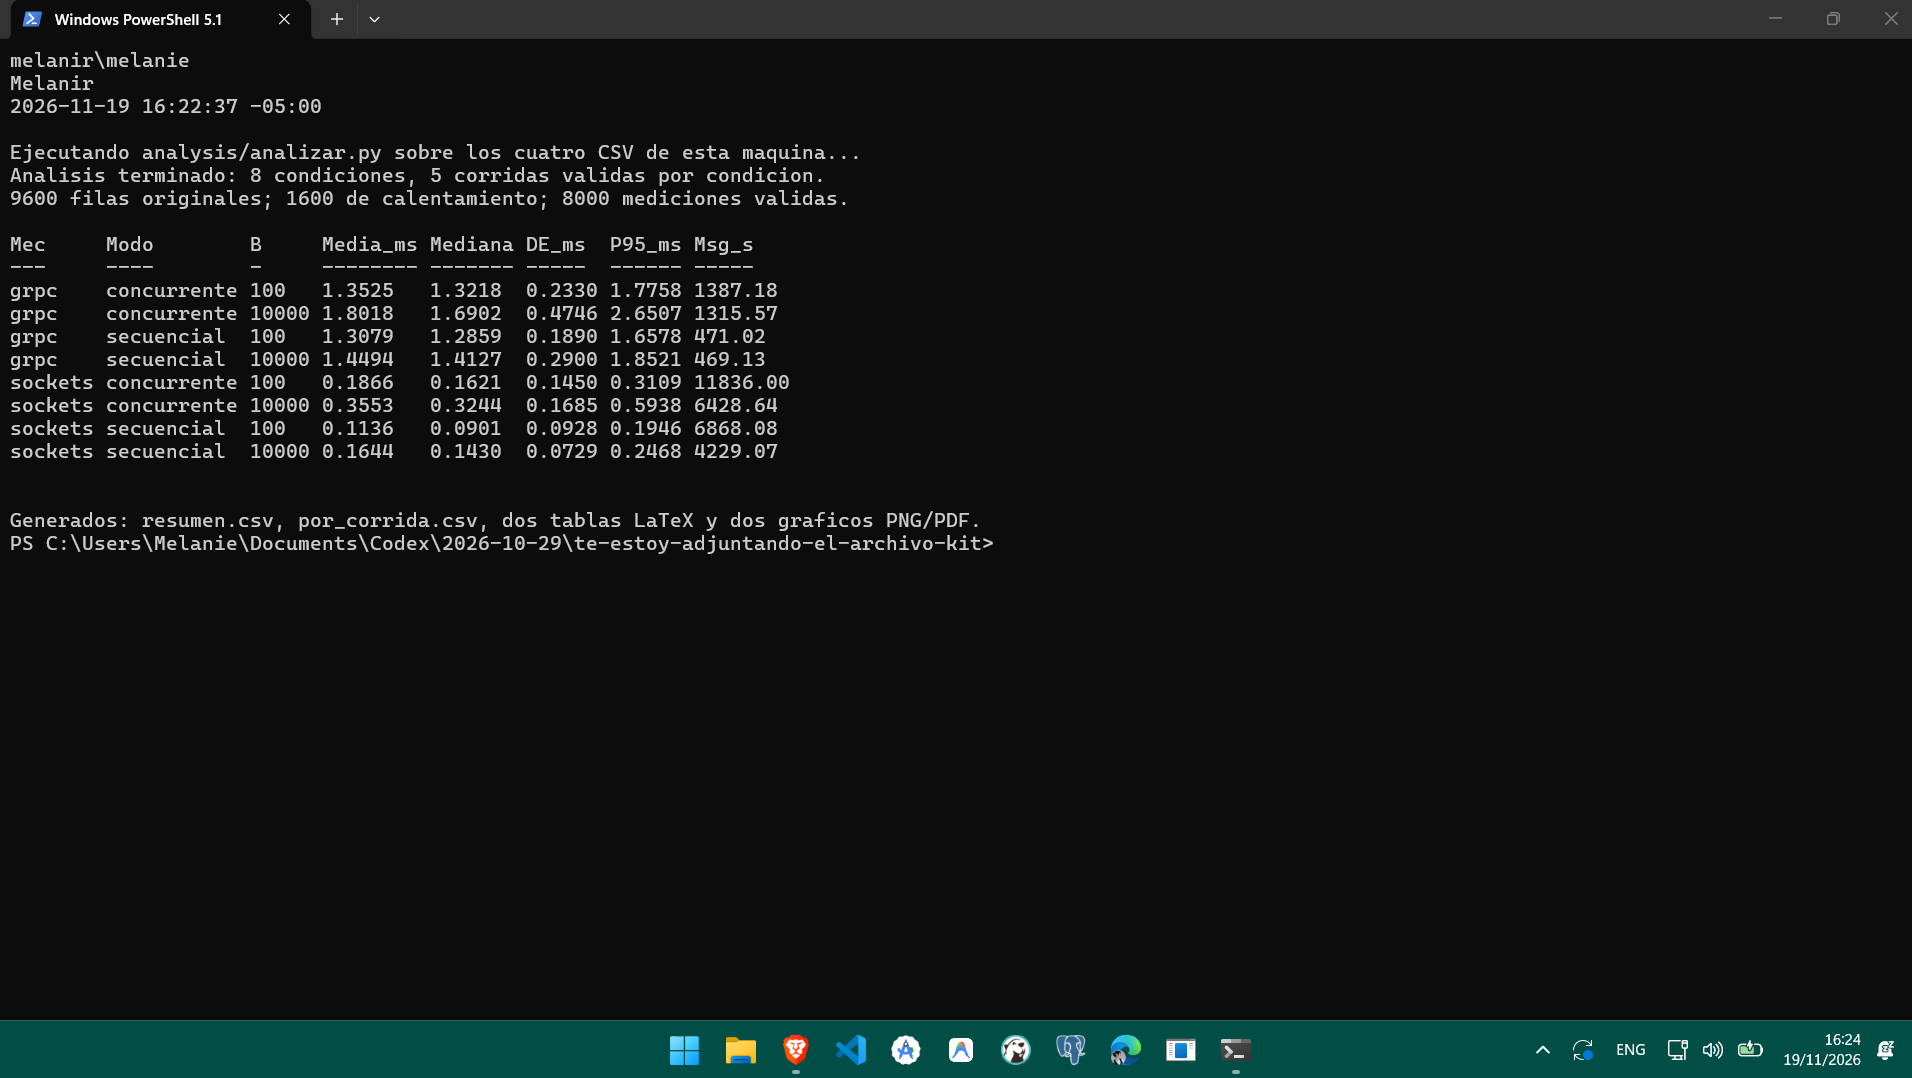 Windows PowerShell 5.1
melanir\melanie
Melanir
2026-11-19 16:22:37 -05:00
Ejecutando analysis/analizar.py sobre los cuatro CSV de esta maquina...
Analisis terminado: 8 condiciones, 5 corridas validas por condicion.
9600 filas originales; 1600 de calentamiento; 8000 mediciones validas.
Mec     Modo        B     Media_ms Mediana DE_ms  P95_ms Msg_s
---     ----        -     -------- ------- -----  ------ -----
grpc    concurrente 100   1.3525   1.3218  0.2330 1.7758 1387.18
grpc    concurrente 10000 1.8018   1.6902  0.4746 2.6507 1315.57
grpc    secuencial  100   1.3079   1.2859  0.1890 1.6578 471.02
grpc    secuencial  10000 1.4494   1.4127  0.2900 1.8521 469.13
sockets concurrente 100   0.1866   0.1621  0.1450 0.3109 11836.00
sockets concurrente 10000 0.3553   0.3244  0.1685 0.5938 6428.64
sockets secuencial  100   0.1136   0.0901  0.0928 0.1946 6868.08
sockets secuencial  10000 0.1644   0.1430  0.0729 0.2468 4229.07
Generados: resumen.csv, por_corrida.csv, dos tablas LaTeX y dos graficos PNG/PDF.
PS C:\Users\Melanie\Documents\Codex\2026-10-29\te-estoy-adjuntando-el-archivo-kit>
ENG
16:24
19/11/2026